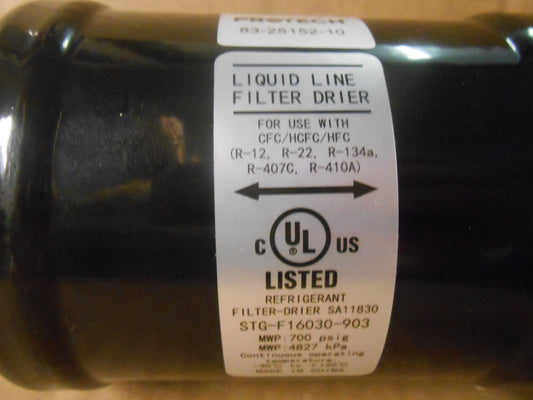 PROTECH
83-25152-10
LIQUID LINE
FILTER DRIER
FOR USE WITH
CFC/HCFC/HFC
(R-12, R-22, R-134a,
R-407C, R-410A)
C UL US
LISTED
REFRIGERANT
FILTER-DRIER SA11830
STG-F16030-903
MWP: 700 psig
MWP: 4827 kPa
Continuous operating
temperature:
MADE IN CHINA